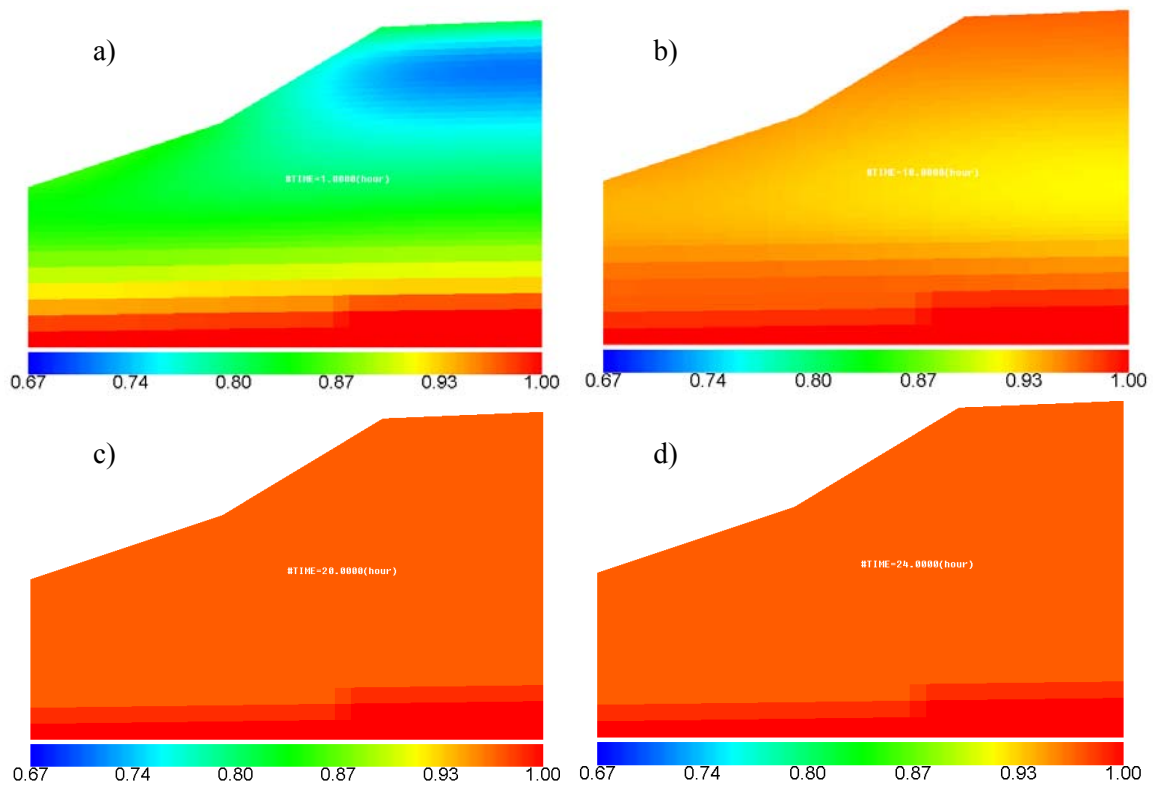 a)
b)
#TIME=1.0000(hour)
#TIME=10.0000(hour)
0.67 0.74 0.80 0.87 0.93 1.00
0.67 0.74 0.80 0.87 0.93 1.00
c)
d)
#TIME=20.0000(hour)
#TIME=24.0000(hour)
0.67 0.74 0.80 0.87 0.93 1.00
0.67 0.74 0.80 0.87 0.93 1.00